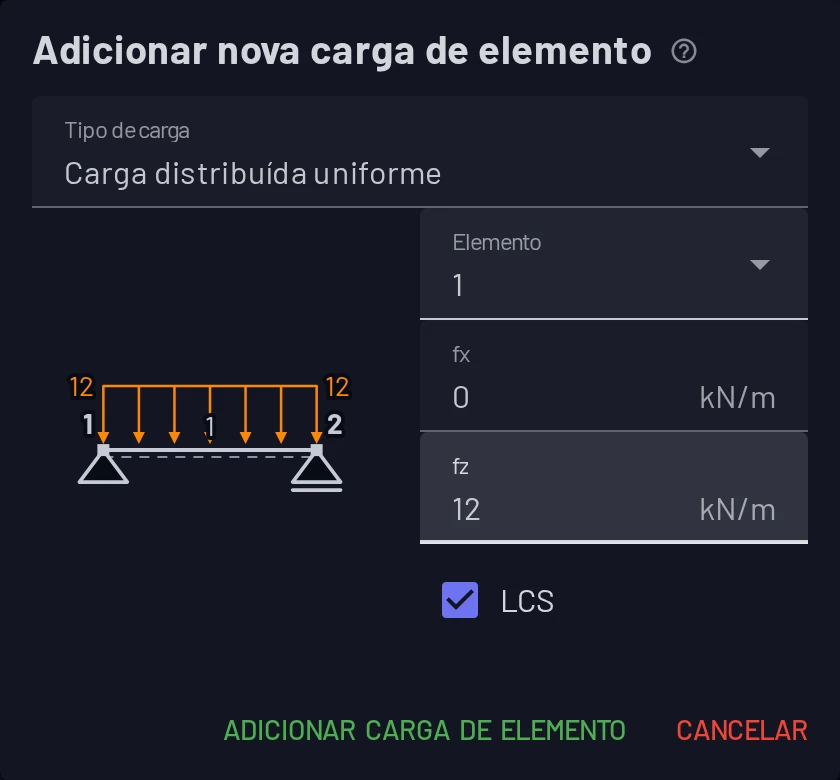 Adicionar nova carga de elemento ?
Tipo de carga
Carga distribuída uniforme
Elemento
1
fx
0 kN/m
fz
12 kN/m
LCS
12 12
1 1 2
ADICIONAR CARGA DE ELEMENTO CANCELAR